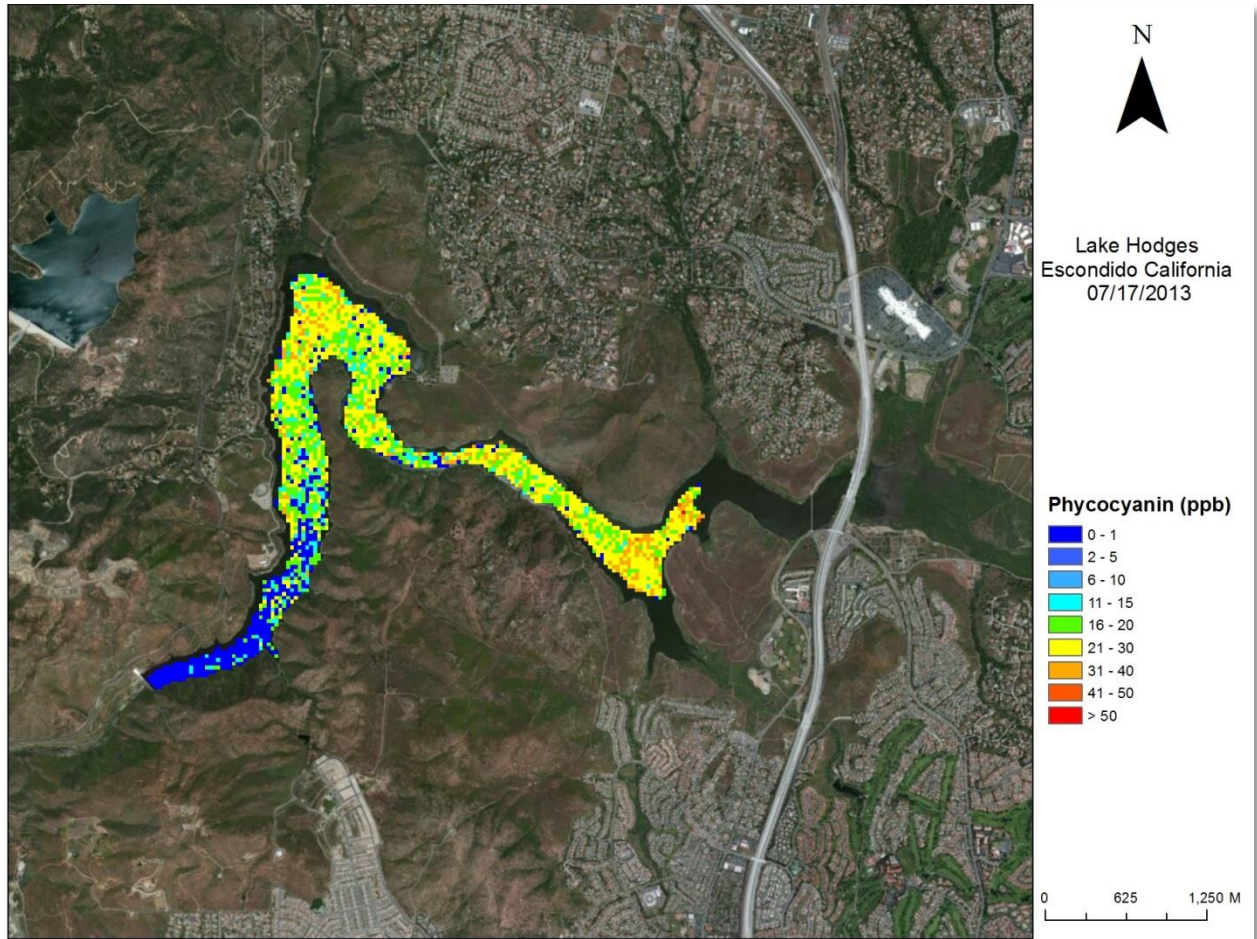 N
Lake Hodges
Escondido California
07/17/2013
Phycocyanin (ppb)
0 - 1
2 - 5
6 - 10
11 - 15
16 - 20
21 - 30
31 - 40
41 - 50
> 50
0 625 1,250 M